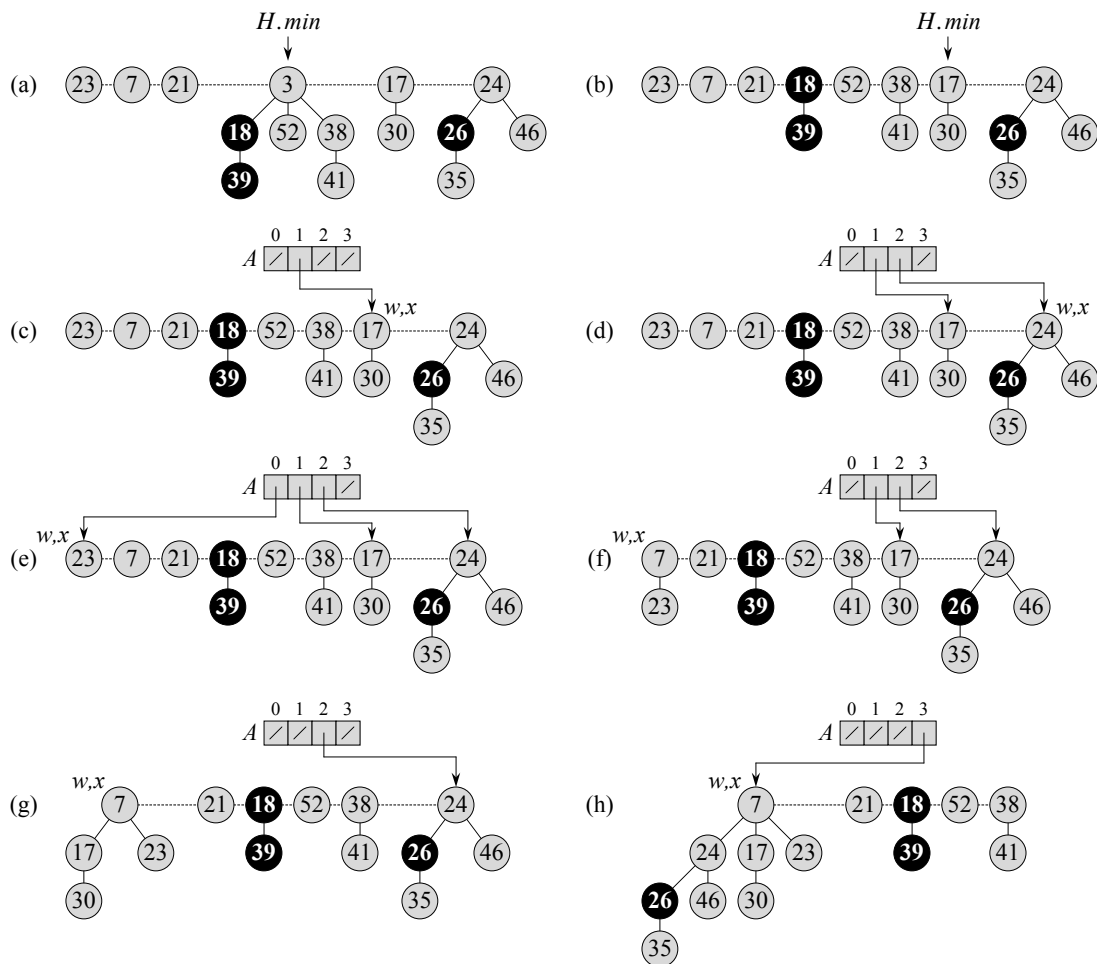 H.min H.min
(a) 23 7 21 3 17 24 (b) 23 7 21 18 52 38 17 24
18 52 38 30 26 46 39 41 30 26 46
39 41 35 35
0 1 2 3 0 1 2 3
A A
w,x w,x
(c) 23 7 21 18 52 38 17 24 (d) 23 7 21 18 52 38 17 24
39 41 30 26 46 39 41 30 26 46
35 35
0 1 2 3 0 1 2 3
A A
w,x w,x
(e) 23 7 21 18 52 38 17 24 (f) 7 21 18 52 38 17 24
39 41 30 26 46 23 39 41 30 26 46
35 35
0 1 2 3 0 1 2 3
A A
w,x w,x
(g) 7 21 18 52 38 24 (h) 7 21 18 52 38
17 23 39 41 26 46 24 17 23 39 41
30 35 26 46 30
35